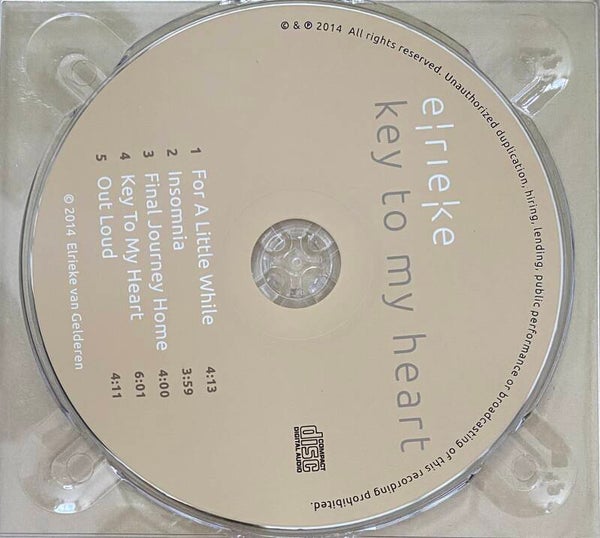 © & ℗ 2014 All rights reserved. Unauthorized duplication, hiring, lending, public performance or broadcasting of this recording prohibited.
elrieke
key to my heart
1 For A Little While 4:13
2 Insomnia 3:59
3 Final Journey Home 4:00
4 Key To My Heart 6:01
5 Out Loud 4:11
© 2014 Elrieke van Gelderen
COMPACT
disc
DIGITAL AUDIO